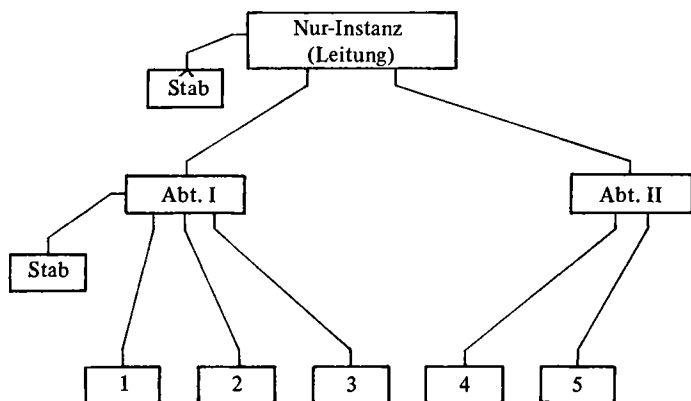 Nur-Instanz
(Leitung)
Stab
Abt. I
Abt. II
Stab
1
2
3
4
5